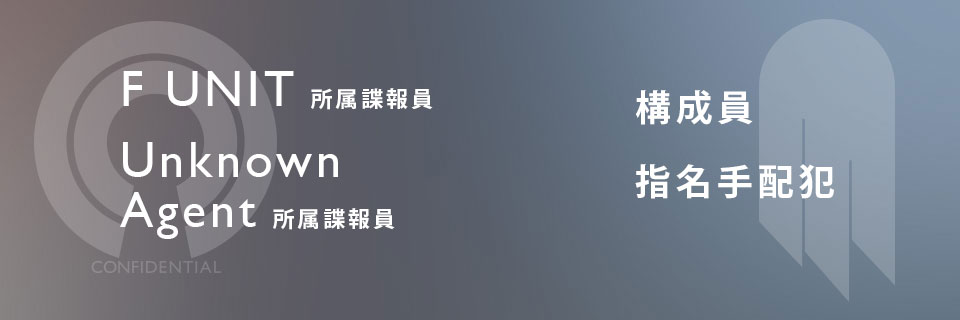 F UNIT 所属諜報員
Unknown
Agent 所属諜報員
CONFIDENTIAL
構成員
指名手配犯